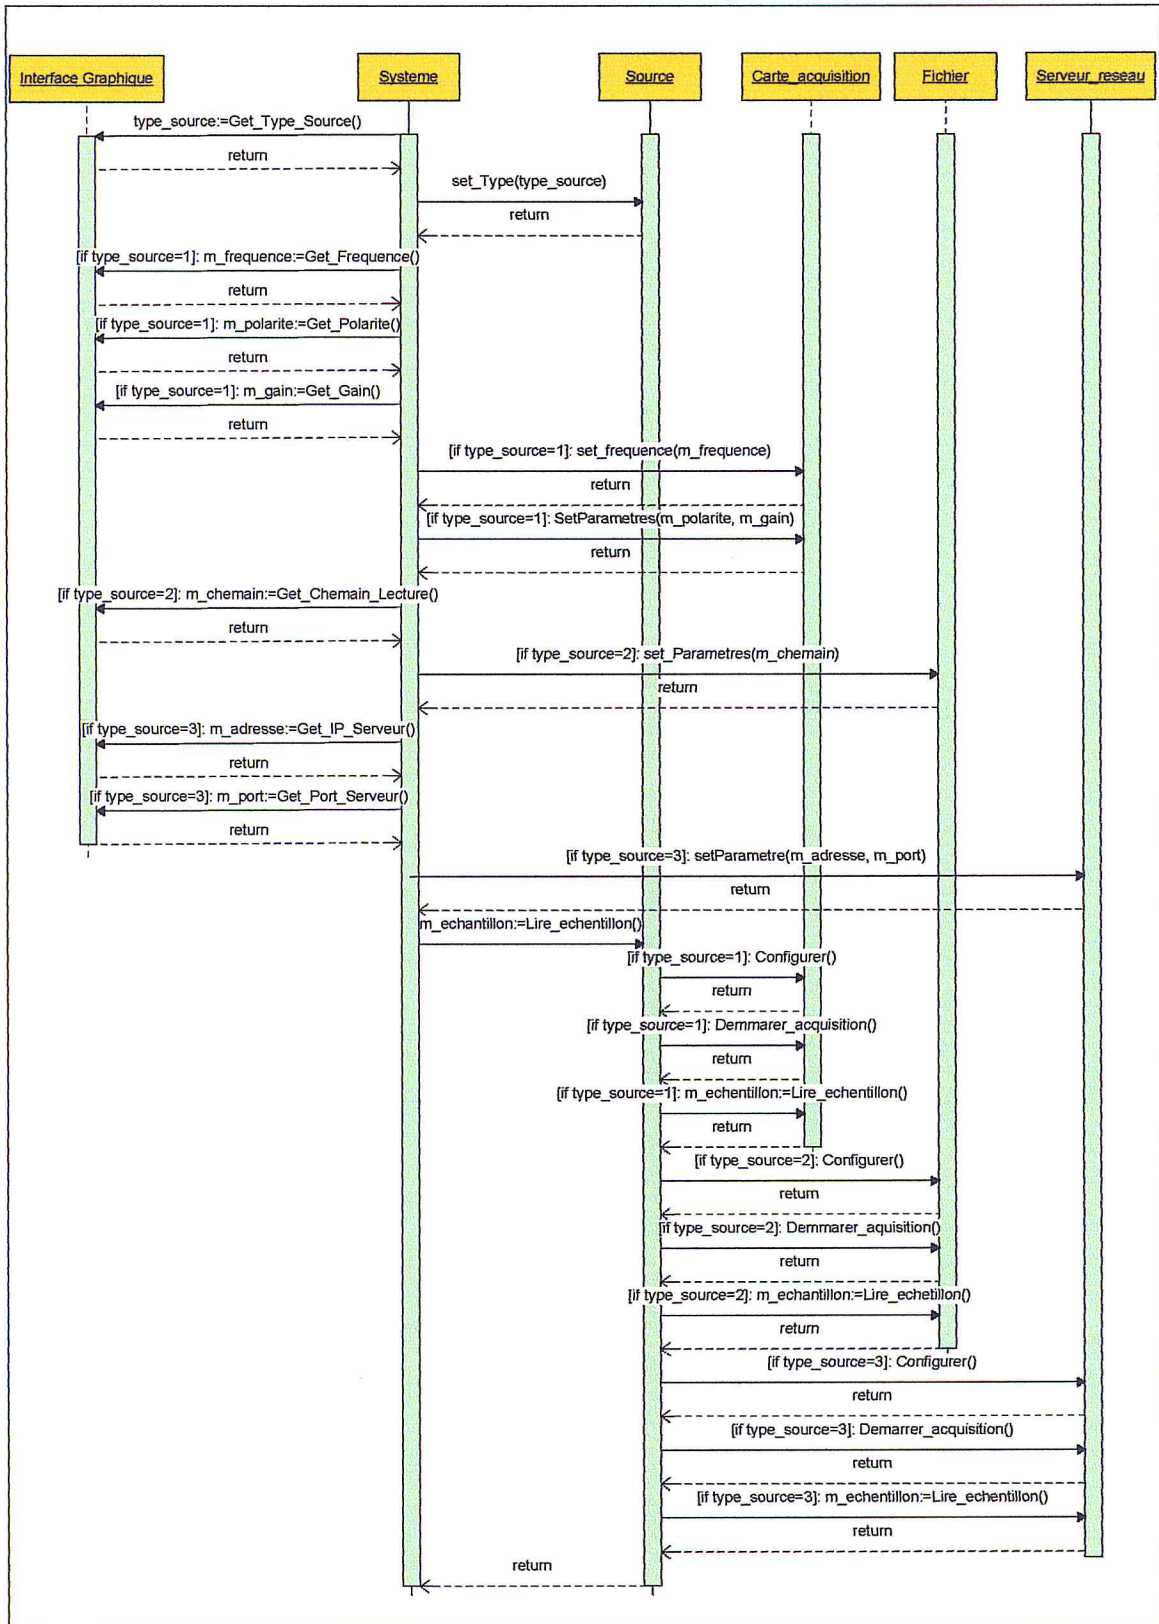 Interface Graphique
Systeme
Source
Carte_acquisition
Fichier
Serveur_reseau
type_source:=Get_Type_Source()
return
set_Type(type_source)
return
[if type_source=1]: m_frequence:=Get_Frequence()
return
[if type_source=1]: m_polarite:=Get_Polarite()
return
[if type_source=1]: m_gain:=Get_Gain()
return
[if type_source=1]: set_frequence(m_frequence)
return
[if type_source=1]: SetParametres(m_polarite, m_gain)
return
[if type_source=2]: m_chemain:=Get_Chemain_Lecture()
return
[if type_source=2]: set_Parametres(m_chemain)
return
[if type_source=3]: m_adresse:=Get_IP_Serveur()
return
[if type_source=3]: m_port:=Get_Port_Serveur()
return
[if type_source=3]: setParametre(m_adresse, m_port)
return
m_echantillon:=Lire_echentillon()
[if type_source=1]: Configurer()
return
[if type_source=1]: Demmarer_acquisition()
return
[if type_source=1]: m_echentillon:=Lire_echentillon()
return
[if type_source=2]: Configurer()
return
[if type_source=2]: Demmarer_aquisition()
return
[if type_source=2]: m_echantillon:=Lire_echetillon()
return
[if type_source=3]: Configurer()
return
[if type_source=3]: Demarrer_acquisition()
return
[if type_source=3]: m_echentillon:=Lire_echentillon()
return
return